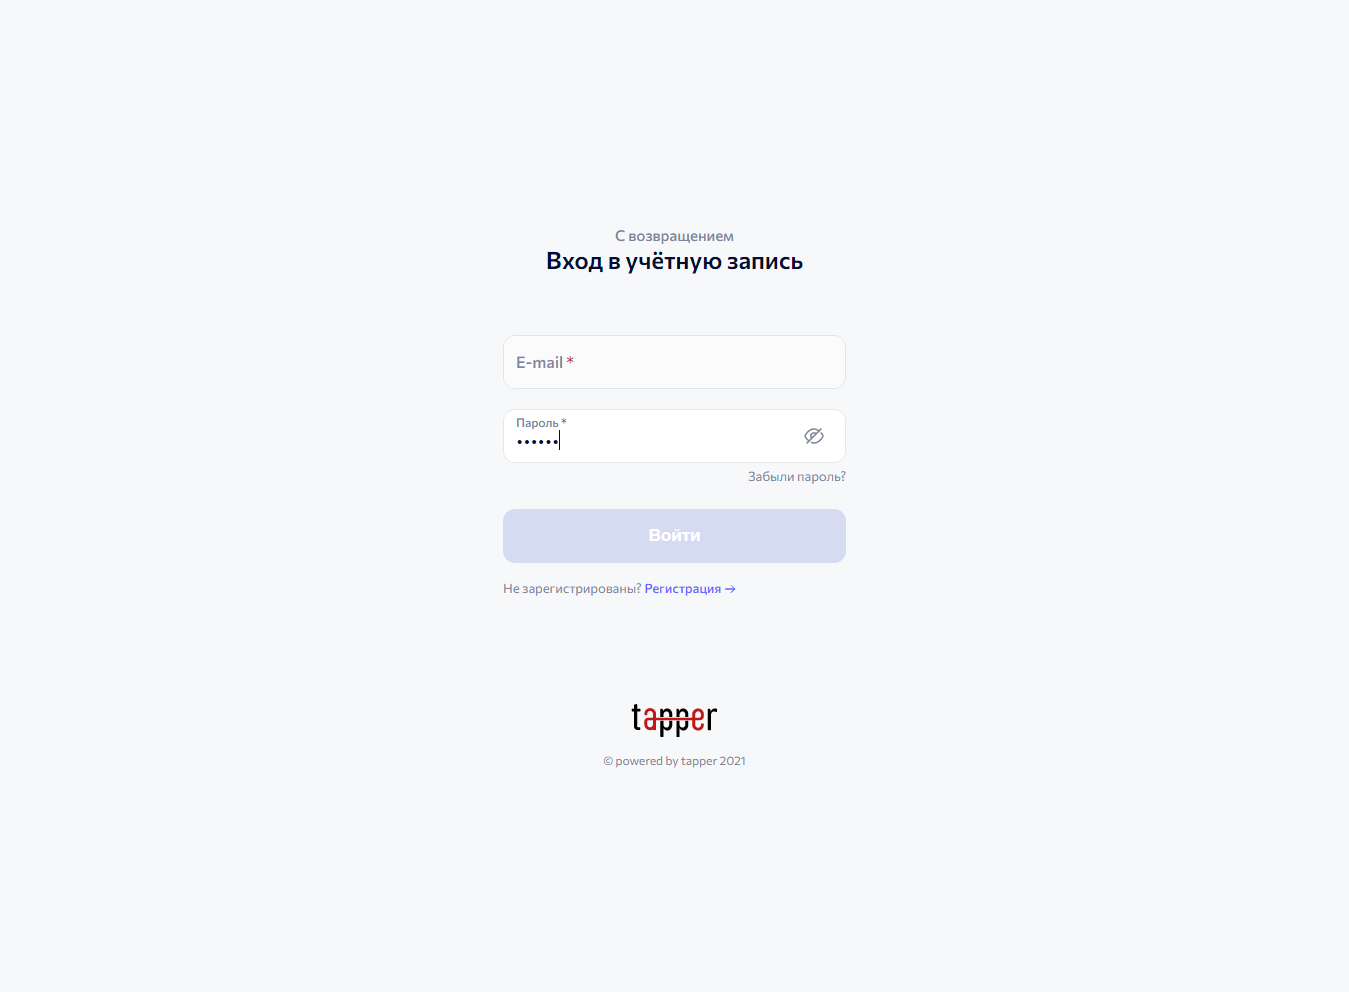 С возвращением
Вход в учётную запись
E-mail *
Пароль *
••••••
Забыли пароль?
Войти
Не зарегистрированы? Регистрация →
tapper
© powered by tapper 2021